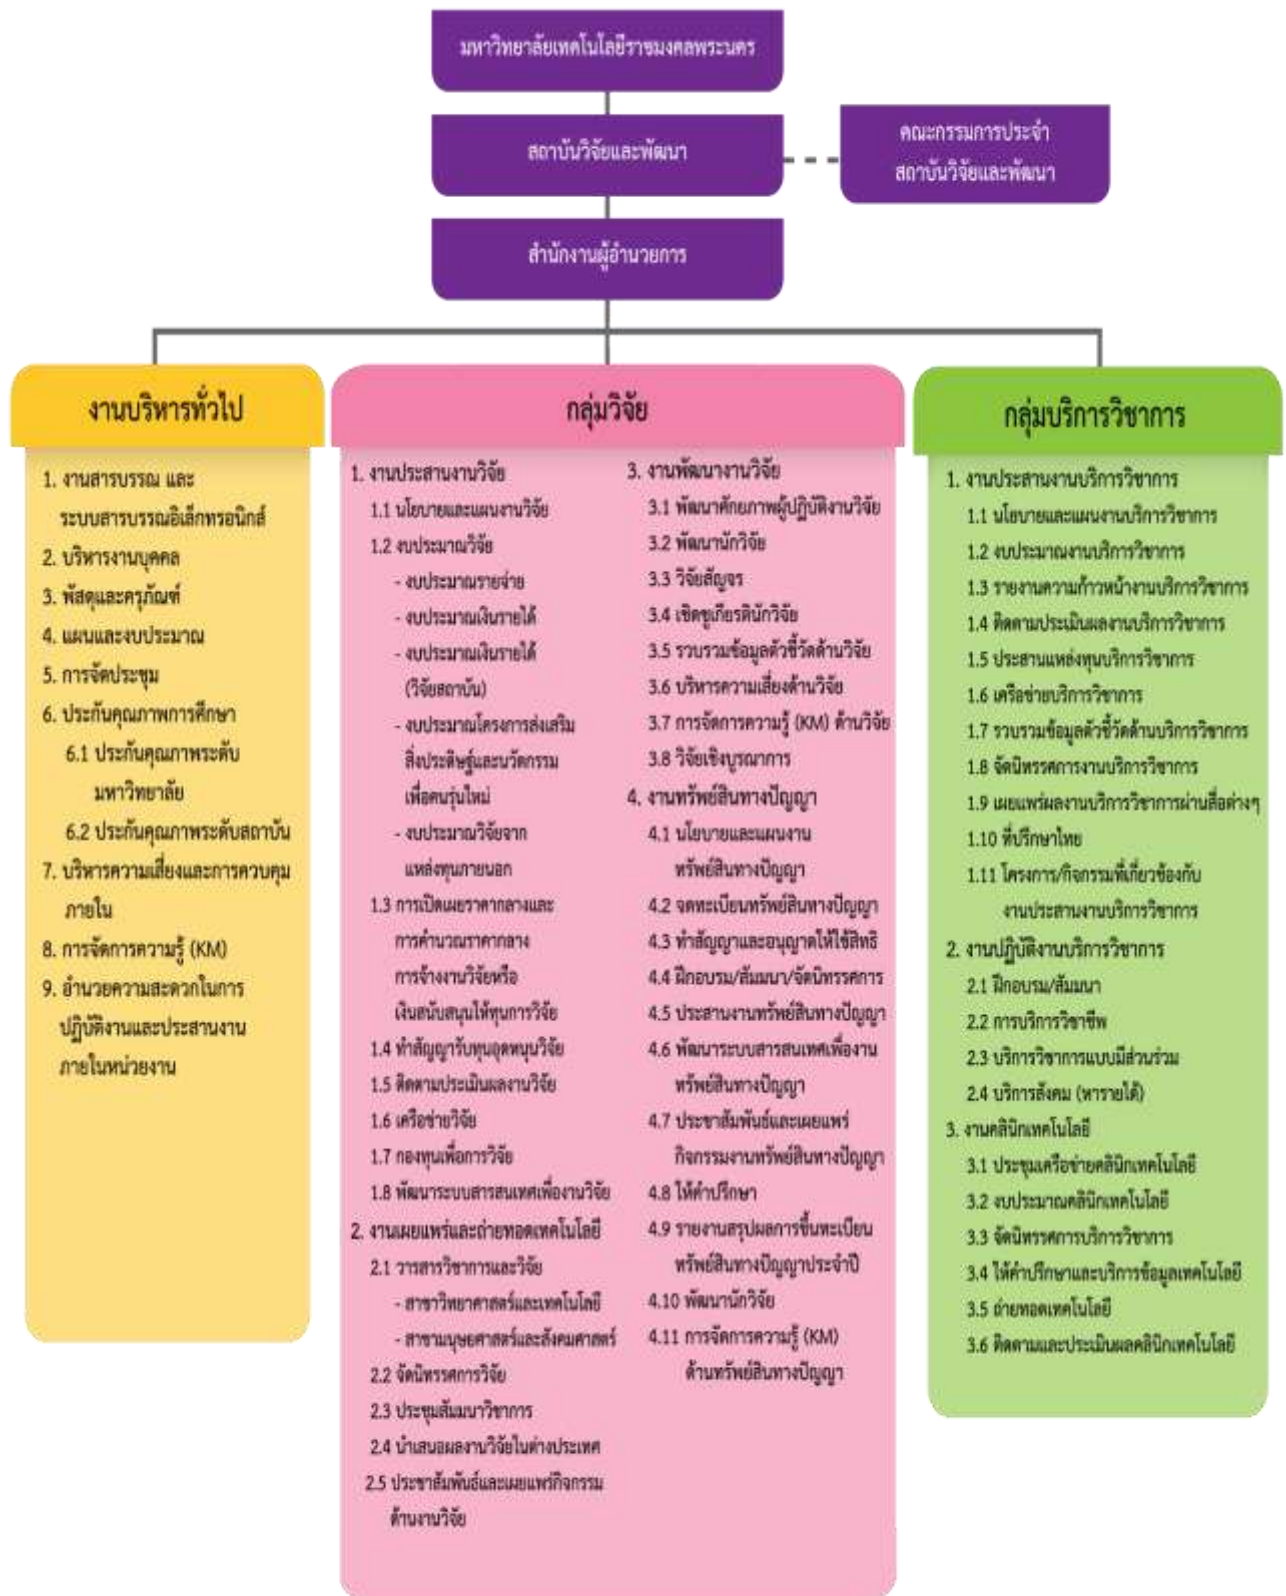 มหาวิทยาลัยเทคโนโลยีราชมงคลพระนคร
สถาบันวิจัยและพัฒนา
คณะกรรมการประจำ
สถาบันวิจัยและพัฒนา
สำนักงานผู้อำนวยการ
งานบริหารทั่วไป
1. งานสารบรรณ และ
ระบบสารบรรณอิเล็กทรอนิกส์
2. บริหารงานบุคคล
3. พัสดุและครุภัณฑ์
4. แผนและงบประมาณ
5. การจัดประชุม
6. ประกันคุณภาพการศึกษา
6.1 ประกันคุณภาพระดับ
มหาวิทยาลัย
6.2 ประกันคุณภาพระดับสถาบัน
7. บริหารความเสี่ยงและการควบคุม
ภายใน
8. การจัดการความรู้ (KM)
9. อำนวยความสะดวกในการ
ปฏิบัติงานและประสานงาน
ภายในหน่วยงาน
กลุ่มวิจัย
1. งานประสานงานวิจัย
1.1 นโยบายและแผนงานวิจัย
1.2 งบประมาณวิจัย
- งบประมาณรายจ่าย
- งบประมาณเงินรายได้
- งบประมาณเงินรายได้
(วิจัยสถาบัน)
- งบประมาณโครงการส่งเสริม
สิ่งประดิษฐ์และนวัตกรรม
เพื่อคนรุ่นใหม่
- งบประมาณวิจัยจาก
แหล่งทุนภายนอก
1.3 การเปิดเผยราคากลางและ
การคำนวณราคากลาง
การจ้างงานวิจัยหรือ
เงินสนับสนุนให้ทุนการวิจัย
1.4 ทำสัญญารับทุนอุดหนุนวิจัย
1.5 ติดตามประเมินผลงานวิจัย
1.6 เครือข่ายวิจัย
1.7 กองทุนเพื่อการวิจัย
1.8 พัฒนาระบบสารสนเทศเพื่องานวิจัย
2. งานเผยแพร่และถ่ายทอดเทคโนโลยี
2.1 วารสารวิชาการและวิจัย
- สาขาวิทยาศาสตร์และเทคโนโลยี
- สาขามนุษยศาสตร์และสังคมศาสตร์
2.2 จัดนิทรรศการวิจัย
2.3 ประชุมสัมมนาวิชาการ
2.4 นำเสนอผลงานวิจัยในต่างประเทศ
2.5 ประชาสัมพันธ์และเผยแพร่กิจกรรม
ด้านงานวิจัย
3. งานพัฒนางานวิจัย
3.1 พัฒนาศักยภาพผู้ปฏิบัติงานวิจัย
3.2 พัฒนานักวิจัย
3.3 วิจัยสัญจร
3.4 เชิดชูเกียรตินักวิจัย
3.5 รวบรวมข้อมูลตัวชี้วัดด้านวิจัย
3.6 บริหารความเสี่ยงด้านวิจัย
3.7 การจัดการความรู้ (KM) ด้านวิจัย
3.8 วิจัยเชิงบูรณาการ
4. งานทรัพย์สินทางปัญญา
4.1 นโยบายและแผนงาน
ทรัพย์สินทางปัญญา
4.2 จดทะเบียนทรัพย์สินทางปัญญา
4.3 ทำสัญญาและอนุญาตให้ใช้สิทธิ
4.4 ฝึกอบรม/สัมมนา/จัดนิทรรศการ
4.5 ประสานงานทรัพย์สินทางปัญญา
4.6 พัฒนาระบบสารสนเทศเพื่องาน
ทรัพย์สินทางปัญญา
4.7 ประชาสัมพันธ์และเผยแพร่
กิจกรรมงานทรัพย์สินทางปัญญา
4.8 ให้คำปรึกษา
4.9 รายงานสรุปผลการขึ้นทะเบียน
ทรัพย์สินทางปัญญาประจำปี
4.10 พัฒนานักวิจัย
4.11 การจัดการความรู้ (KM)
ด้านทรัพย์สินทางปัญญา
กลุ่มบริการวิชาการ
1. งานประสานงานบริการวิชาการ
1.1 นโยบายและแผนงานบริการวิชาการ
1.2 งบประมาณงานบริการวิชาการ
1.3 รายงานความก้าวหน้างานบริการวิชาการ
1.4 ติดตามประเมินผลงานบริการวิชาการ
1.5 ประสานแหล่งทุนบริการวิชาการ
1.6 เครือข่ายบริการวิชาการ
1.7 รวบรวมข้อมูลตัวชี้วัดด้านบริการวิชาการ
1.8 จัดนิทรรศการงานบริการวิชาการ
1.9 เผยแพร่ผลงานบริการวิชาการผ่านสื่อต่างๆ
1.10 ที่ปรึกษาไทย
1.11 โครงการ/กิจกรรมที่เกี่ยวข้องกับ
งานประสานงานบริการวิชาการ
2. งานปฏิบัติงานบริการวิชาการ
2.1 ฝึกอบรม/สัมมนา
2.2 การบริการวิชาชีพ
2.3 บริการวิชาการแบบมีส่วนร่วม
2.4 บริการสังคม (หารายได้)
3. งานคลินิกเทคโนโลยี
3.1 ประชุมเครือข่ายคลินิกเทคโนโลยี
3.2 งบประมาณคลินิกเทคโนโลยี
3.3 จัดนิทรรศการบริการวิชาการ
3.4 ให้คำปรึกษาและบริการข้อมูลเทคโนโลยี
3.5 ถ่ายทอดเทคโนโลยี
3.6 ติดตามและประเมินผลคลินิกเทคโนโลยี